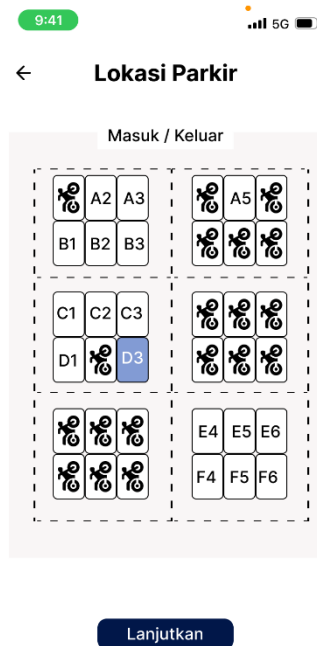 9:41
5G
Lokasi Parkir
Masuk / Keluar
A2 A3 A5
B1 B2 B3
C1 C2 C3
D1 D3
E4 E5 E6
F4 F5 F6
Lanjutkan